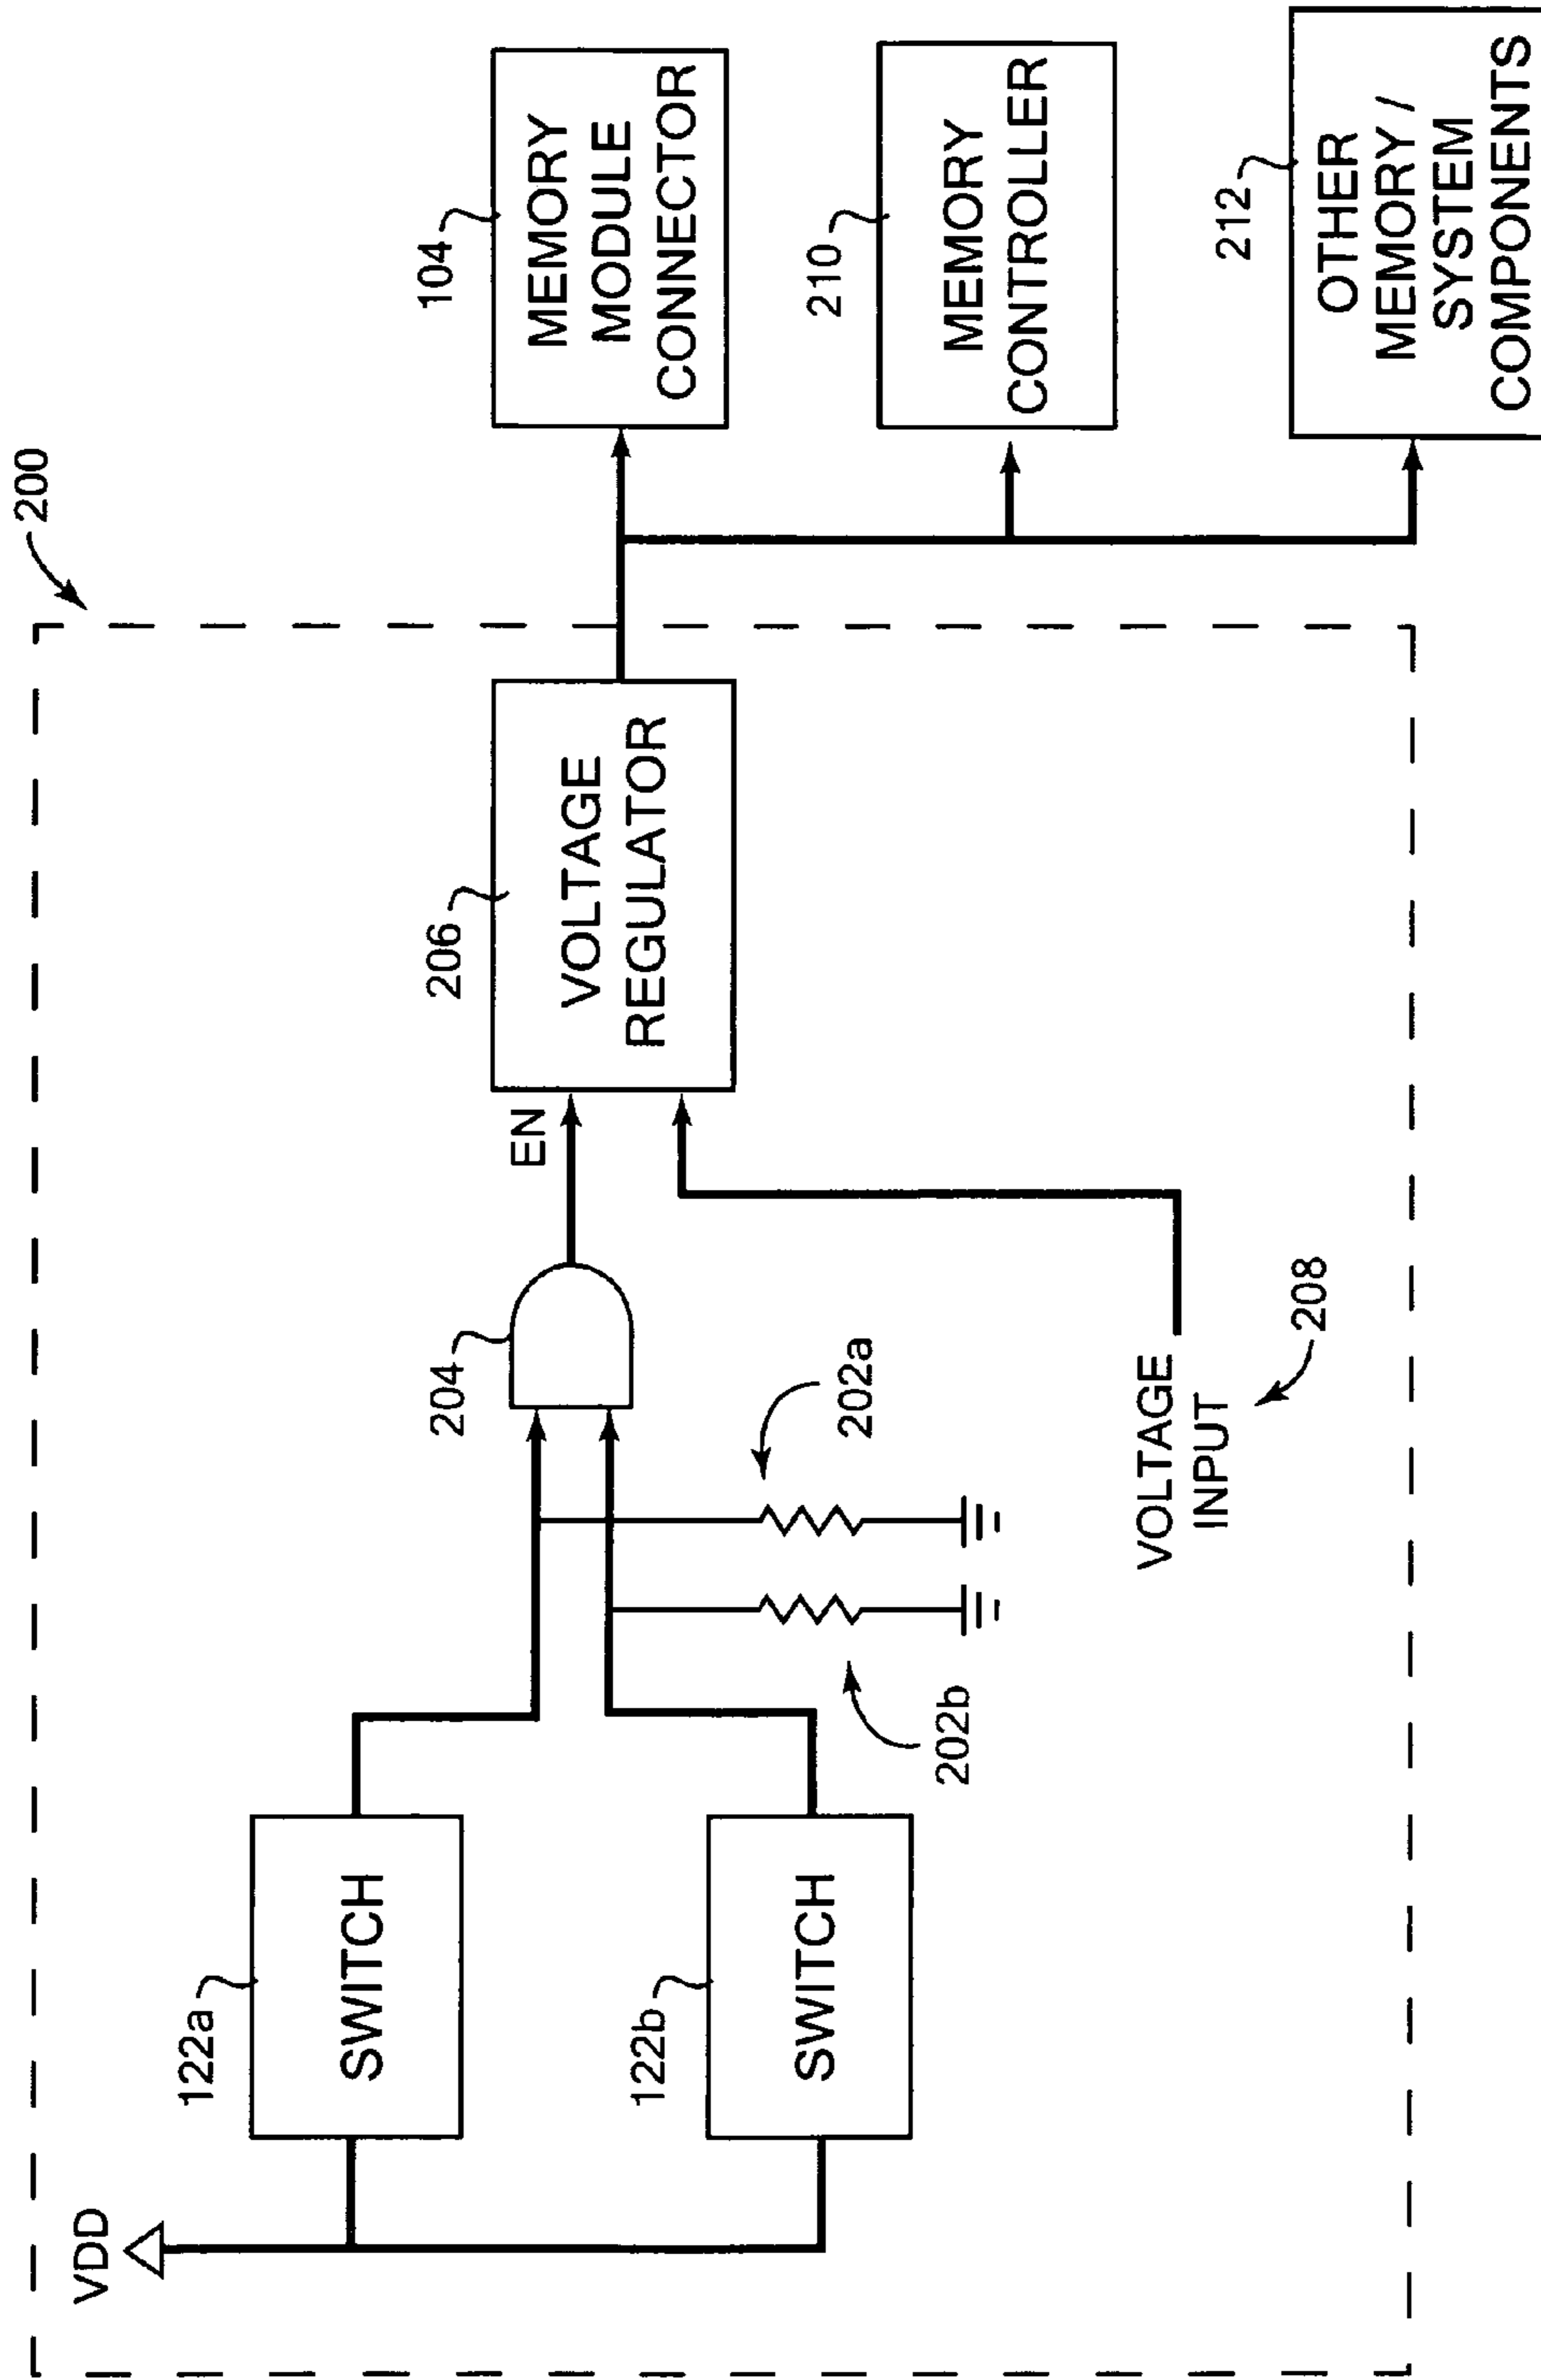 200
VDD
122a
SWITCH
122b
SWITCH
204
202a
202b
EN
206
VOLTAGE
REGULATOR
VOLTAGE
INPUT
208
104
MEMORY
MODULE
CONNECTOR
210
MEMORY
CONTROLLER
212
OTHER
MEMORY /
SYSTEM
COMPONENTS